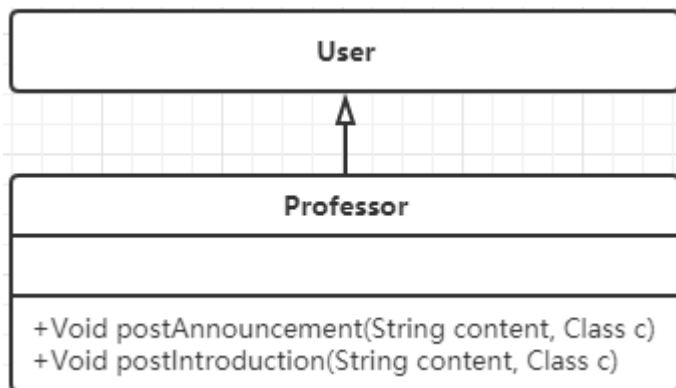 User
Professor
+Void postAnnouncement(String content, Class c)
+Void postIntroduction(String content, Class c)